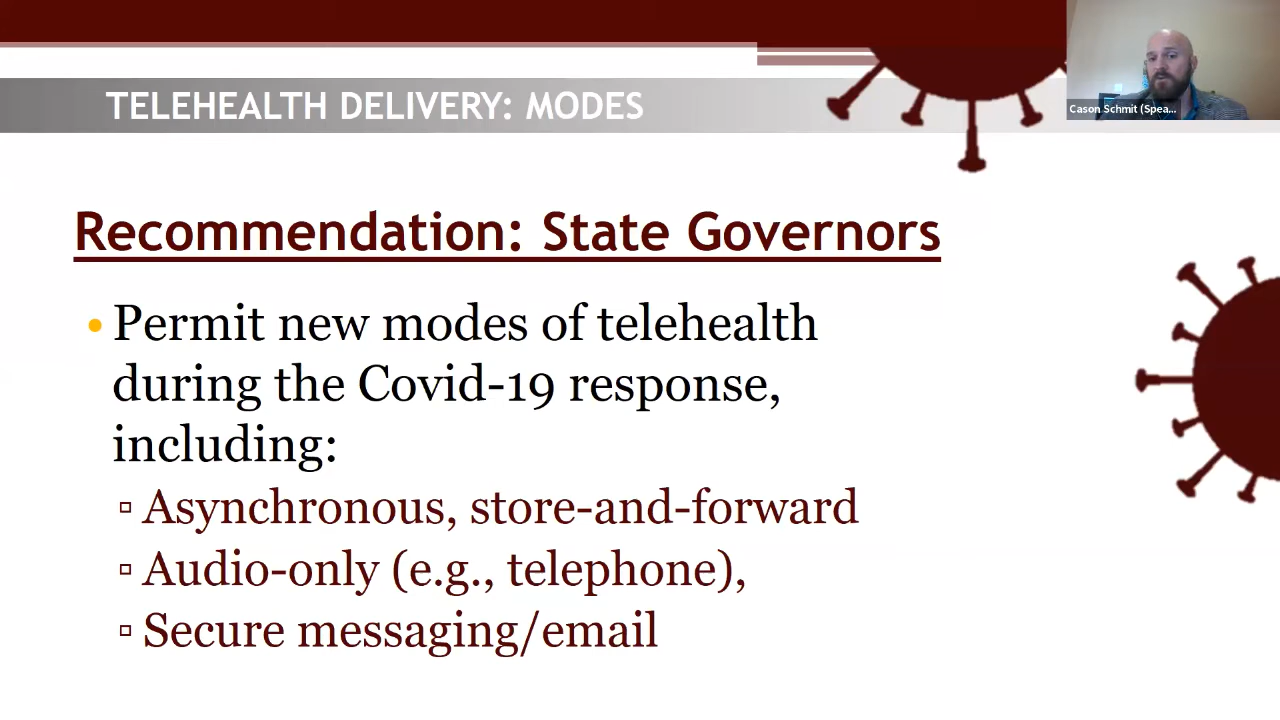 TELEHEALTH DELIVERY: MODES
Cason Schmit (Spea...
Recommendation: State Governors
• Permit new modes of telehealth
during the Covid-19 response,
including:
▫ Asynchronous, store-and-forward
▫ Audio-only (e.g., telephone),
▫ Secure messaging/email